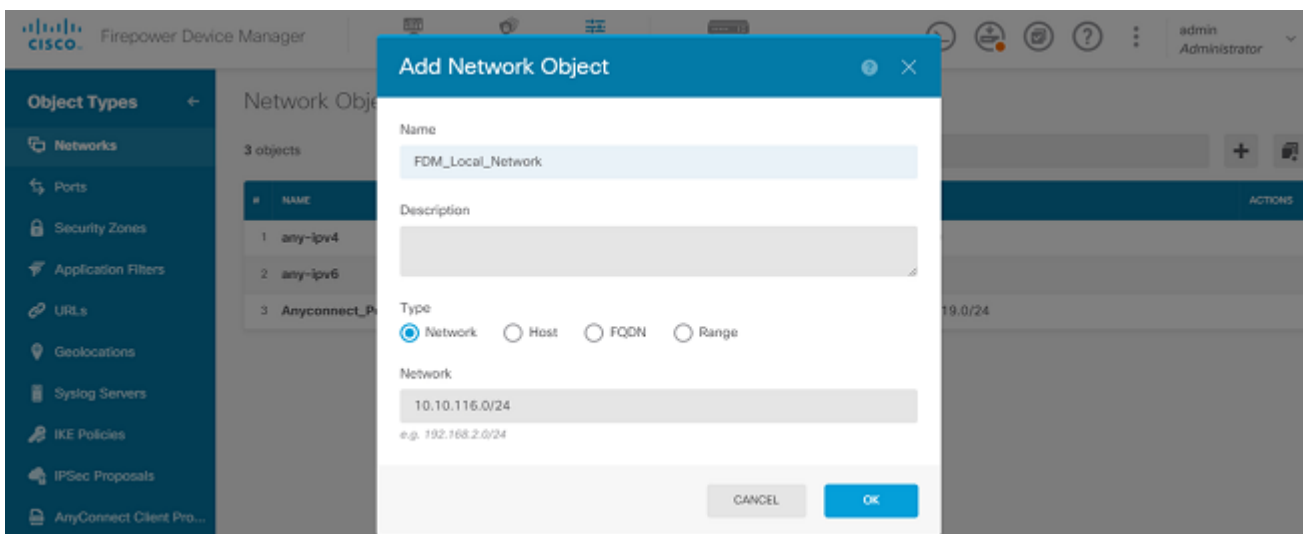 CISCO. Firepower Device Manager
admin
Administrator
Object Types
Networks
Ports
Security Zones
Application Filters
URLs
Geolocations
Syslog Servers
IKE Policies
IPSec Proposals
AnyConnect Client Pro...
Network Obje
3 objects
# NAME ACTIONS
1 any-ipv4
2 any-ipv6
3 Anyconnect_P 19.0/24
Add Network Object
Name
FDM_Local_Network
Description
Type
Network Host FQDN Range
Network
10.10.116.0/24
e.g. 192.168.2.0/24
CANCEL OK